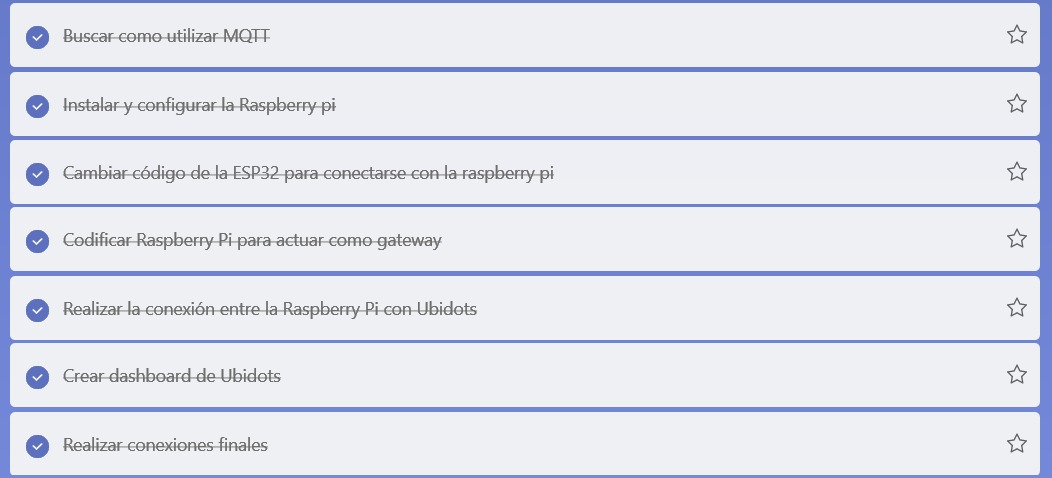 Buscar como utilizar MQTT
Instalar y configurar la Raspberry pi
Cambiar código de la ESP32 para conectarse con la raspberry pi
Codificar Raspberry Pi para actuar como gateway
Realizar la conexión entre la Raspberry Pi con Ubidots
Crear dashboard de Ubidots
Realizar conexiones finales